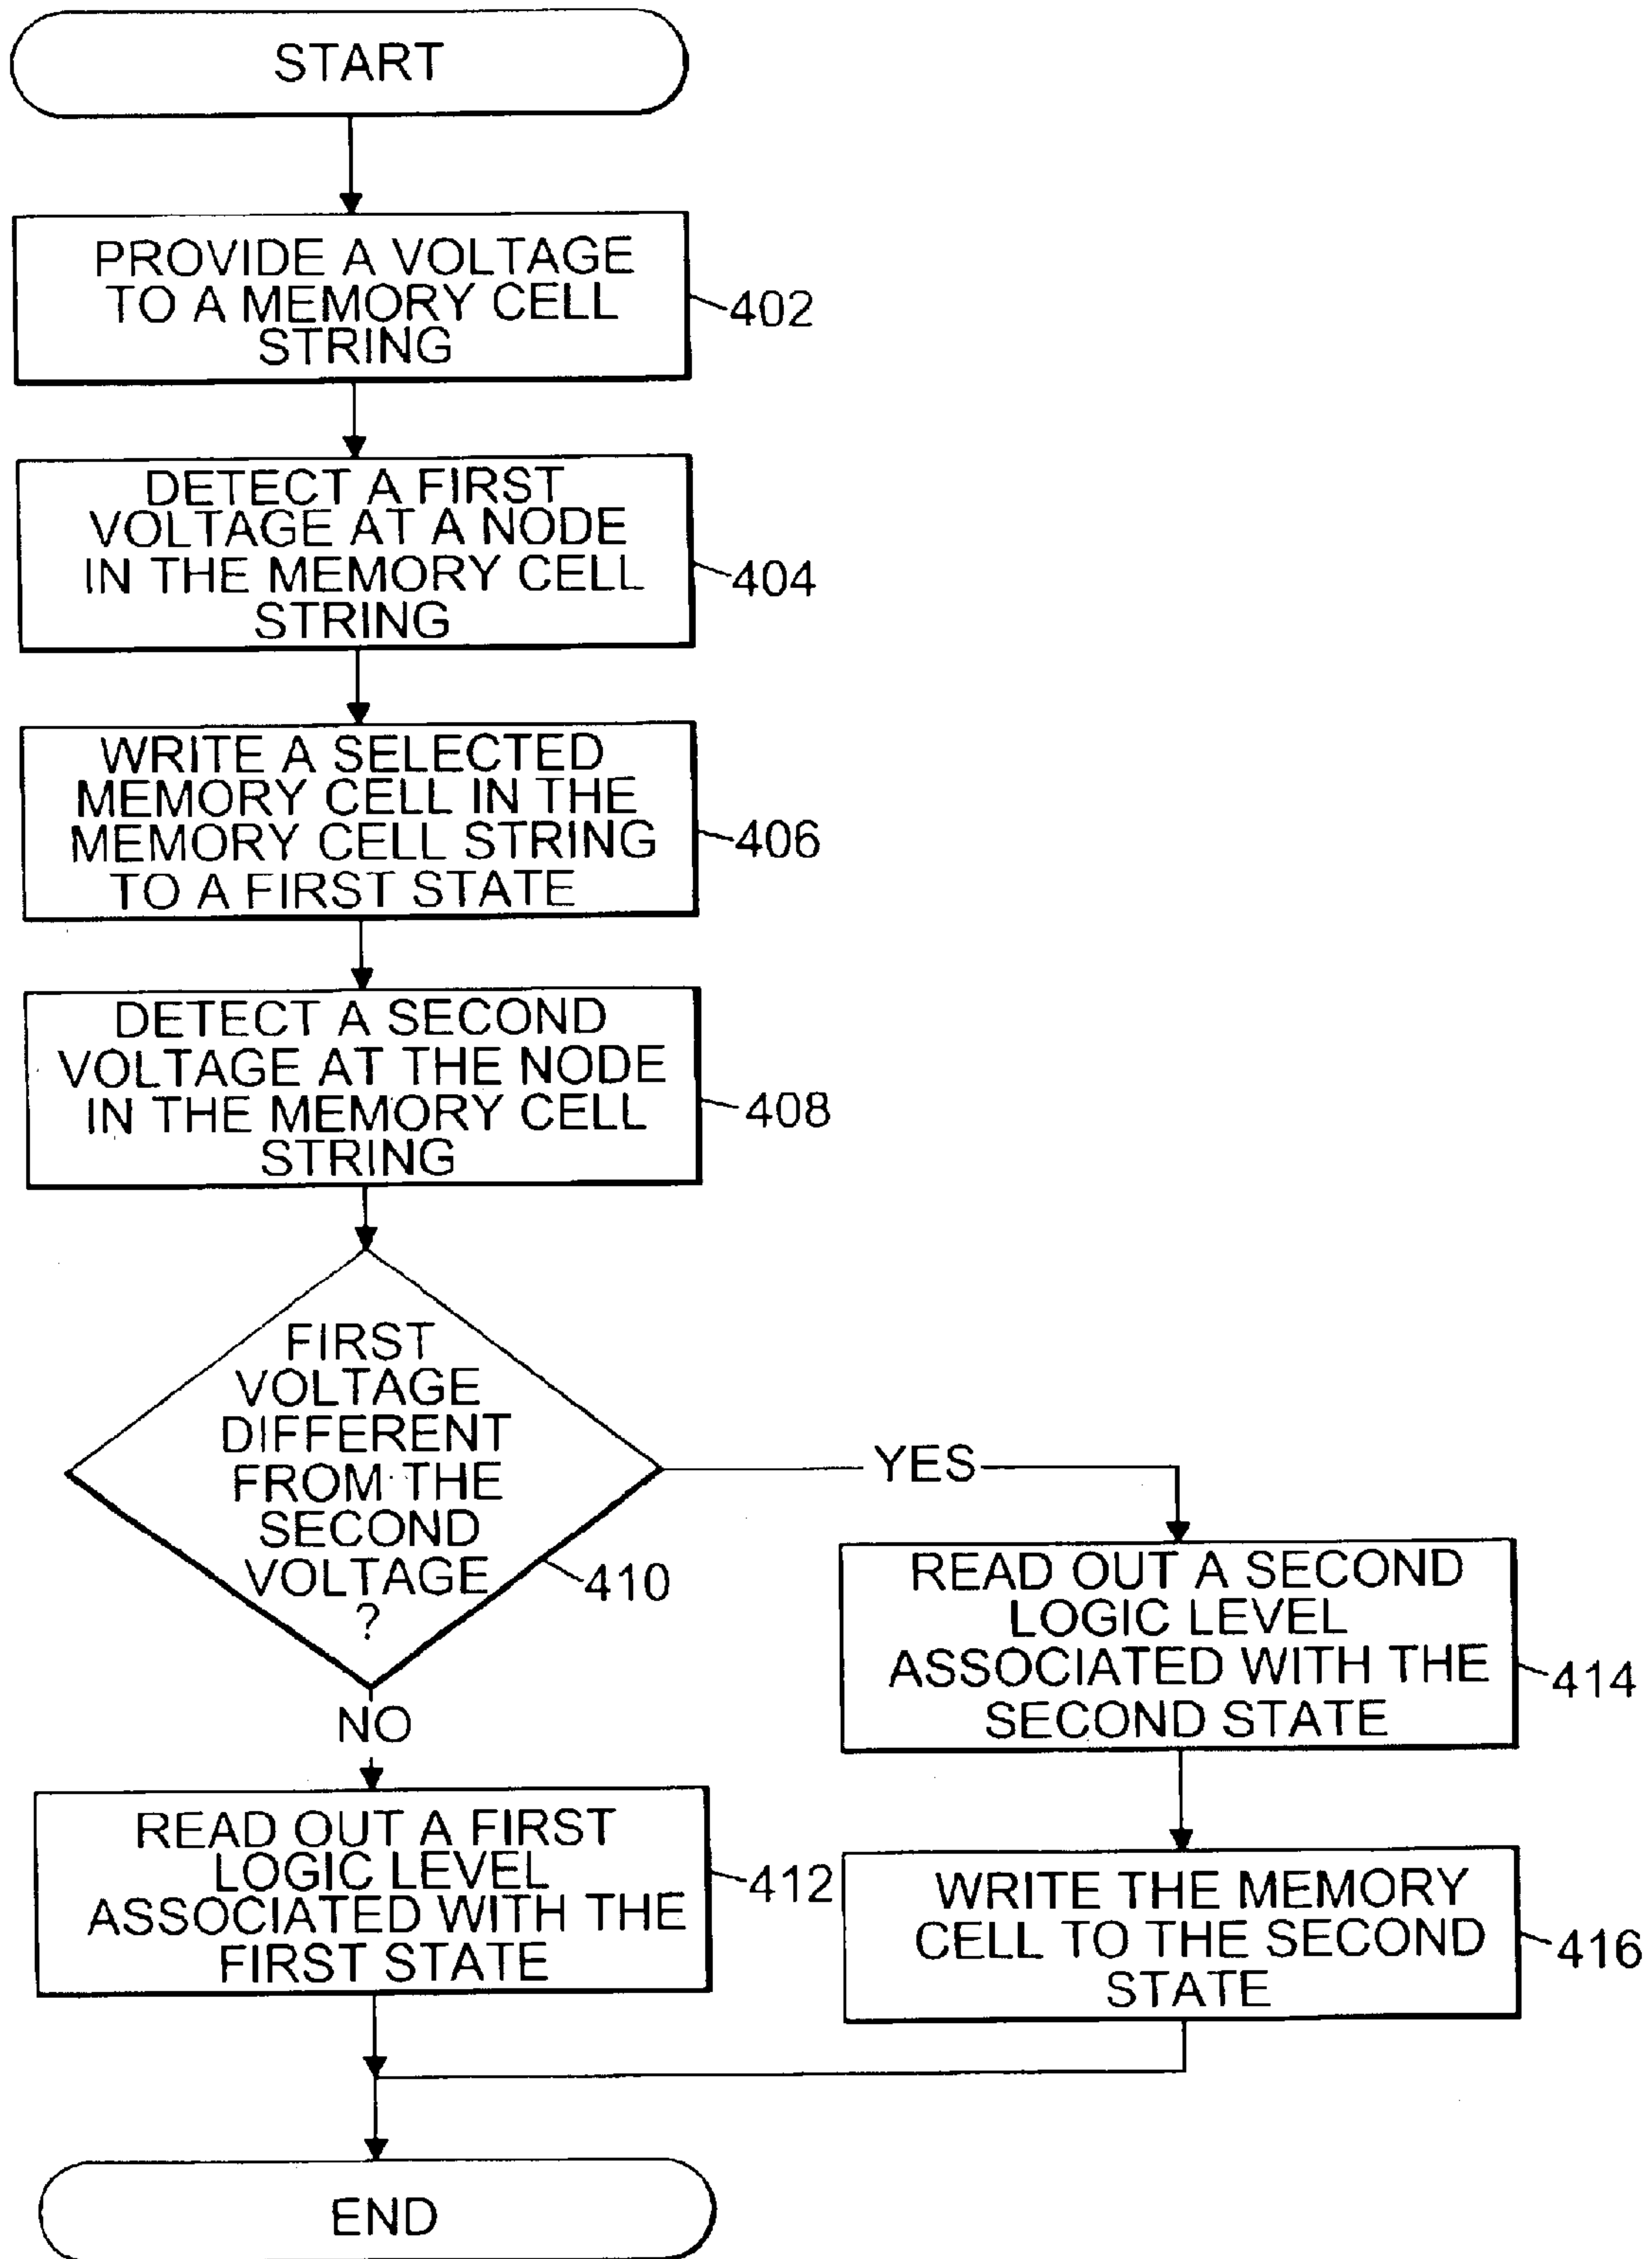 START
PROVIDE A VOLTAGE
TO A MEMORY CELL
STRING
402
DETECT A FIRST
VOLTAGE AT A NODE
IN THE MEMORY CELL
STRING
404
WRITE A SELECTED
MEMORY CELL IN THE
MEMORY CELL STRING
TO A FIRST STATE
406
DETECT A SECOND
VOLTAGE AT THE NODE
IN THE MEMORY CELL
STRING
408
FIRST
VOLTAGE
DIFFERENT
FROM THE
SECOND
VOLTAGE
?
410
YES
READ OUT A SECOND
LOGIC LEVEL
ASSOCIATED WITH THE
SECOND STATE
414
NO
READ OUT A FIRST
LOGIC LEVEL
ASSOCIATED WITH THE
FIRST STATE
412
WRITE THE MEMORY
CELL TO THE SECOND
STATE
416
END